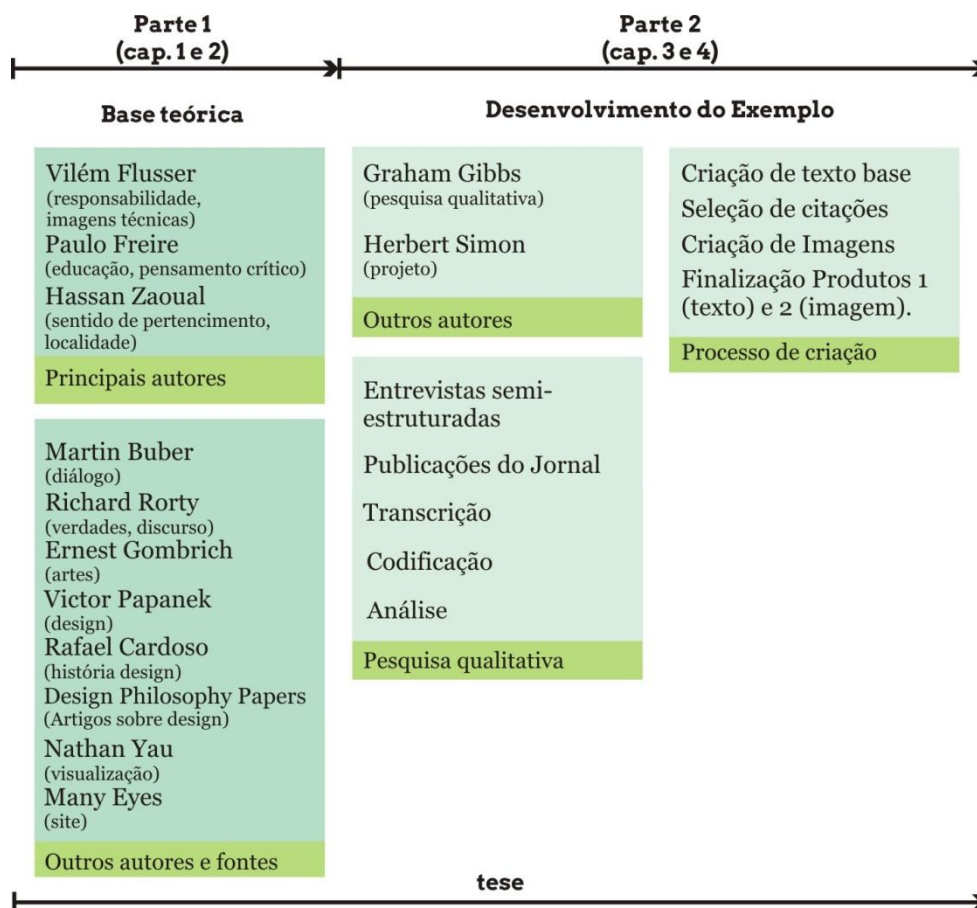 Parte 1
(cap. 1 e 2)
Parte 2
(cap. 3 e 4)
Base teórica
Desenvolvimento do Exemplo
Vilém Flusser
(responsabilidade,
imagens técnicas)
Paulo Freire
(educação, pensamento crítico)
Hassan Zaoual
(sentido de pertencimento,
localidade)
Principais autores
Martin Buber
(diálogo)
Richard Rorty
(verdades, discurso)
Ernest Gombrich
(artes)
Victor Papanek
(design)
Rafael Cardoso
(história design)
Design Philosophy Papers
(Artigos sobre design)
Nathan Yau
(visualização)
Many Eyes
(site)
Outros autores e fontes
Graham Gibbs
(pesquisa qualitativa)
Herbert Simon
(projeto)
Outros autores
Entrevistas semi-
estruturadas
Publicações do Jornal
Transcrição
Codificação
Análise
Pesquisa qualitativa
Criação de texto base
Seleção de citações
Criação de Imagens
Finalização Produtos 1
(texto) e 2 (imagem).
Processo de criação
tese